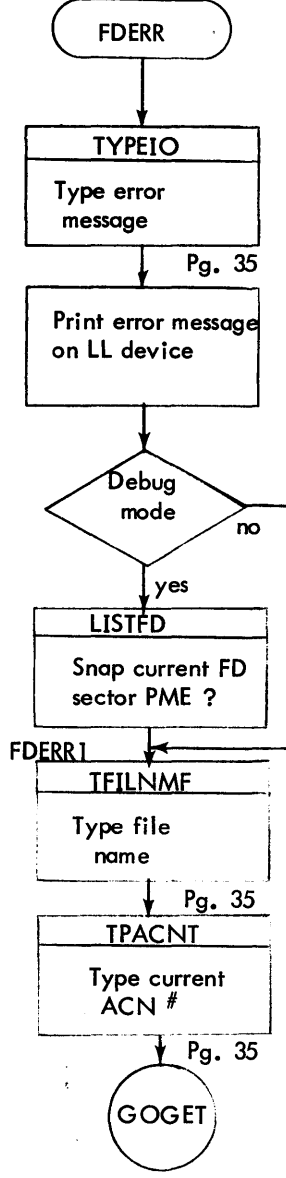 FDERR
TYPEIO
Type error
message
Pg. 35
Print error message
on LL device
Debug
mode
no
yes
LISTFD
Snap current FD
sector PME ?
FDERR1
TFILNMF
Type file
name
Pg. 35
TPACNT
Type current
ACN #
Pg. 35
GOGET